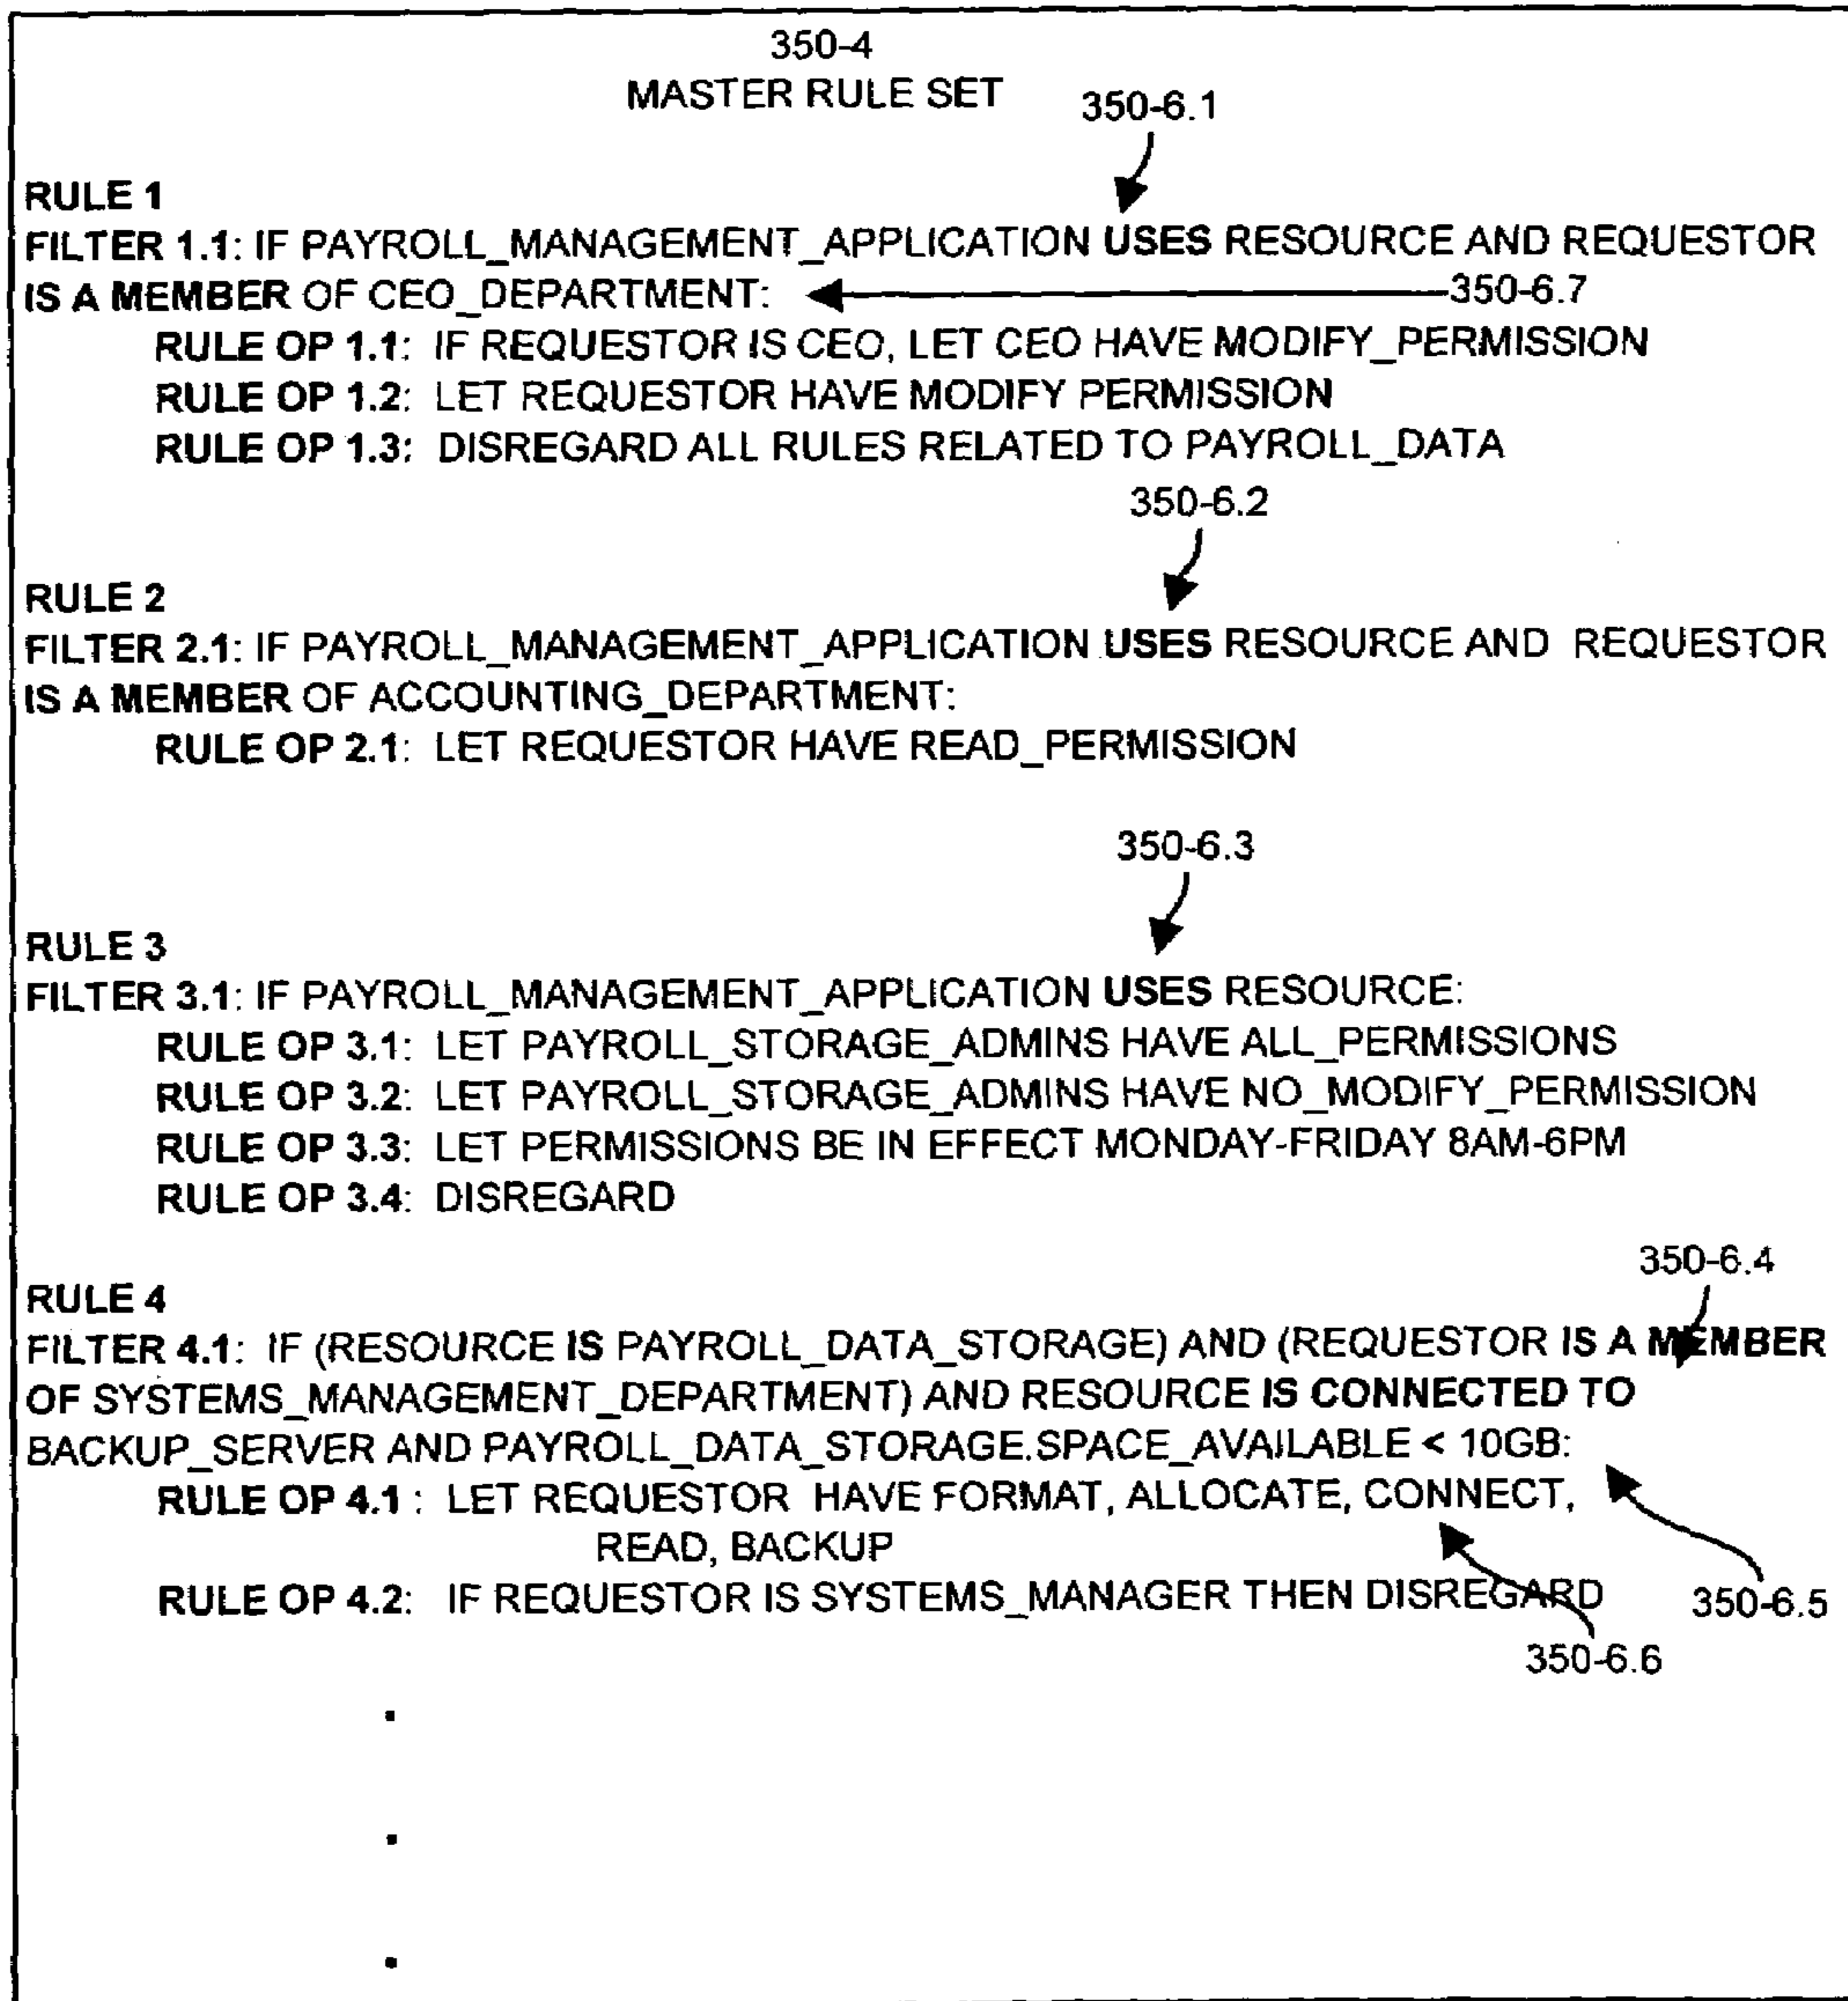 350-4
MASTER RULE SET
350-6.1
RULE 1
FILTER 1.1: IF PAYROLL_MANAGEMENT_APPLICATION USES RESOURCE AND REQUESTOR
IS A MEMBER OF CEO_DEPARTMENT:
350-6.7
RULE OP 1.1: IF REQUESTOR IS CEO, LET CEO HAVE MODIFY_PERMISSION
RULE OP 1.2: LET REQUESTOR HAVE MODIFY PERMISSION
RULE OP 1.3: DISREGARD ALL RULES RELATED TO PAYROLL_DATA
350-6.2
RULE 2
FILTER 2.1: IF PAYROLL_MANAGEMENT_APPLICATION USES RESOURCE AND REQUESTOR
IS A MEMBER OF ACCOUNTING_DEPARTMENT:
RULE OP 2.1: LET REQUESTOR HAVE READ_PERMISSION
350-6.3
RULE 3
FILTER 3.1: IF PAYROLL_MANAGEMENT_APPLICATION USES RESOURCE:
RULE OP 3.1: LET PAYROLL_STORAGE_ADMINS HAVE ALL_PERMISSIONS
RULE OP 3.2: LET PAYROLL_STORAGE_ADMINS HAVE NO_MODIFY_PERMISSION
RULE OP 3.3: LET PERMISSIONS BE IN EFFECT MONDAY-FRIDAY 8AM-6PM
RULE OP 3.4: DISREGARD
350-6.4
RULE 4
FILTER 4.1: IF (RESOURCE IS PAYROLL_DATA_STORAGE) AND (REQUESTOR IS A MEMBER
OF SYSTEMS_MANAGEMENT_DEPARTMENT) AND RESOURCE IS CONNECTED TO
BACKUP_SERVER AND PAYROLL_DATA_STORAGE.SPACE_AVAILABLE < 10GB:
RULE OP 4.1 : LET REQUESTOR HAVE FORMAT, ALLOCATE, CONNECT,
READ, BACKUP
RULE OP 4.2: IF REQUESTOR IS SYSTEMS_MANAGER THEN DISREGARD
350-6.5
350-6.6